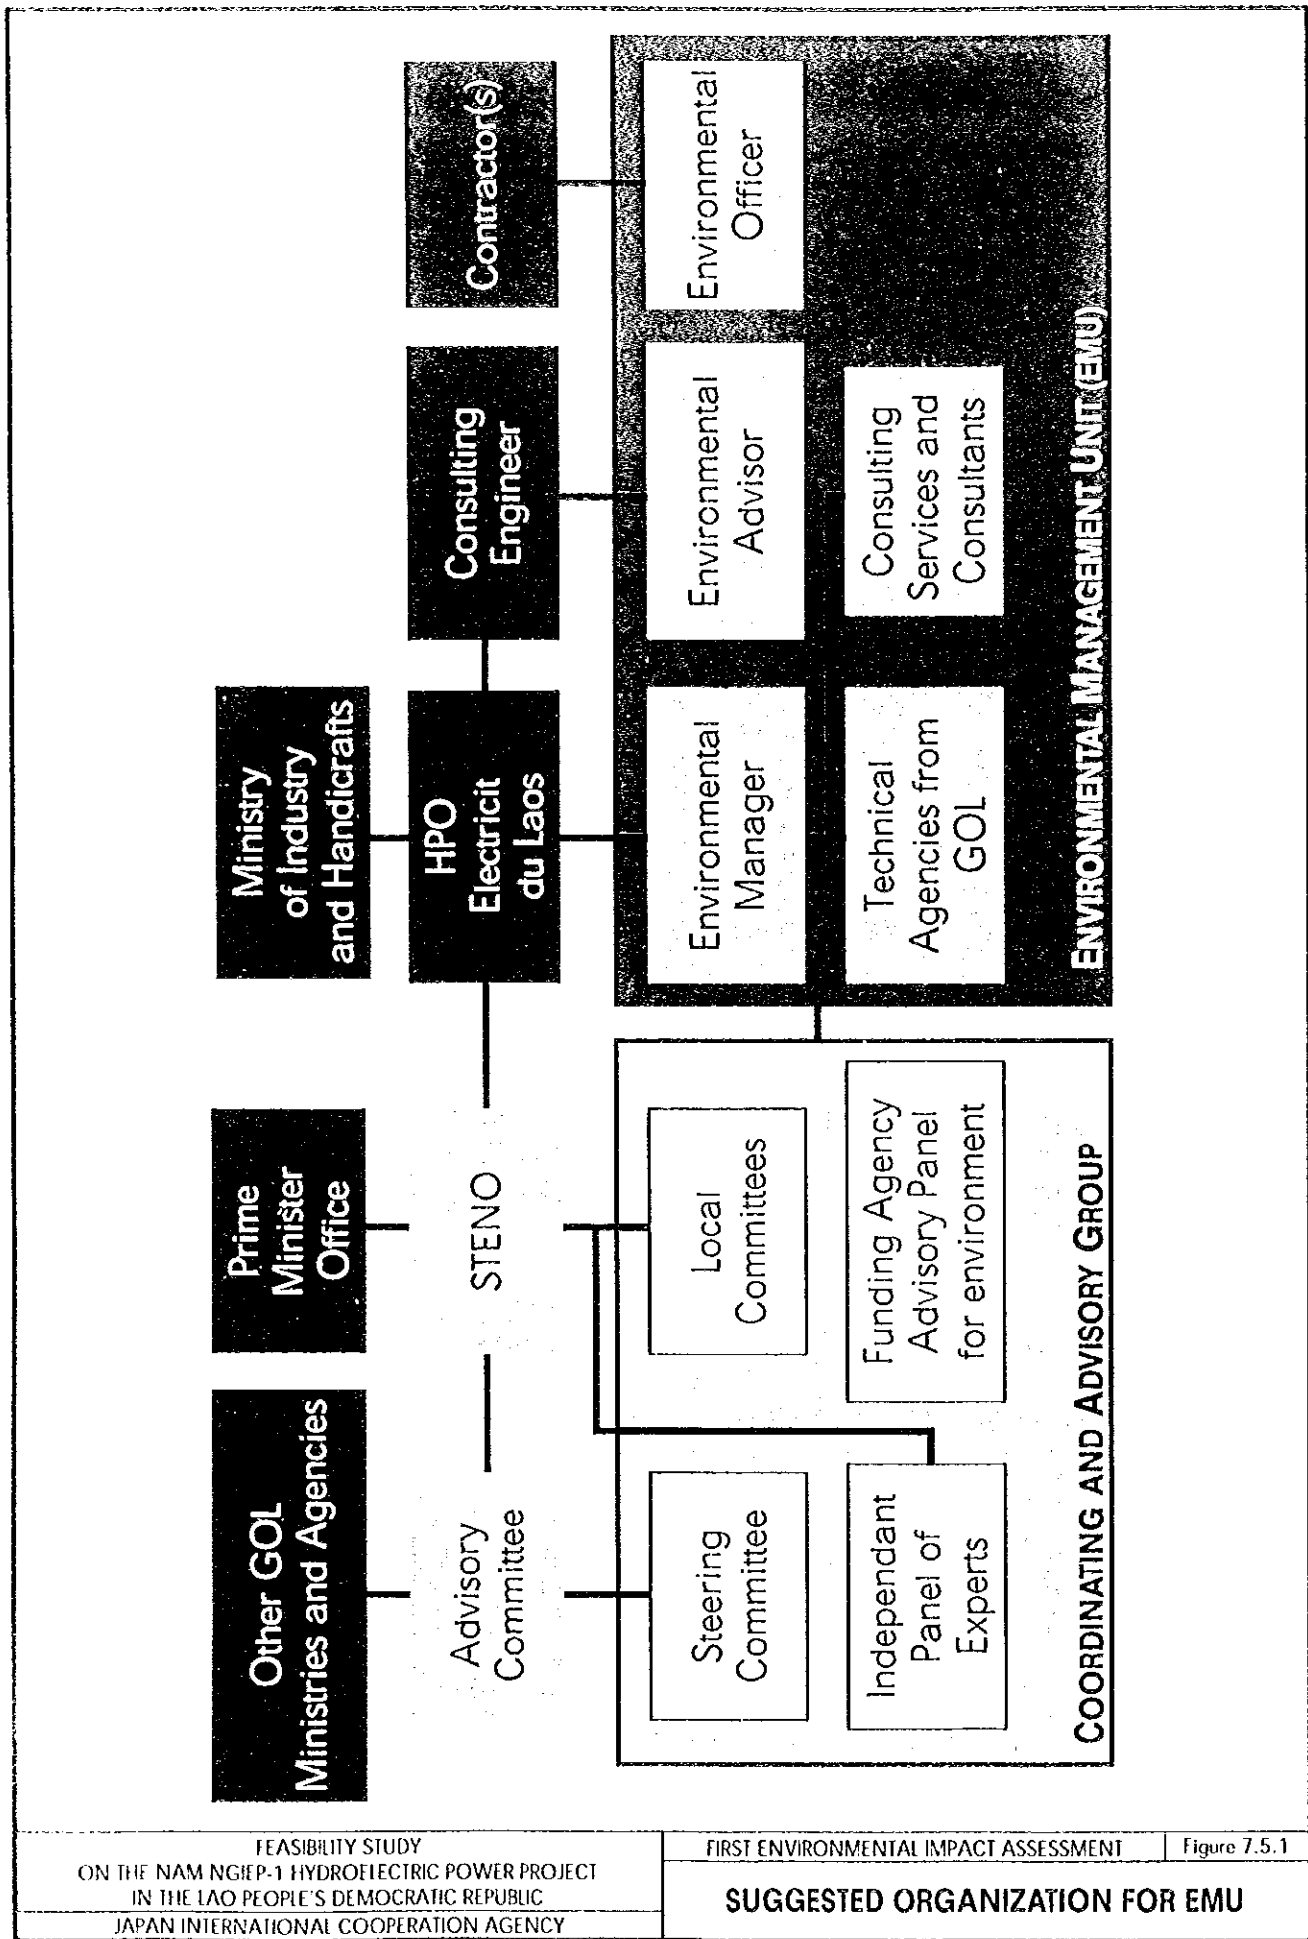 Other GOL
Ministries and Agencies
Prime
Minister
Office
Ministry
of Industry
and Handicrafts
Advisory
Committee
STENO
HPO
Electricit
du Laos
Consulting
Engineer
Contractor(s)
Steering
Committee
Local
Committees
Independant
Panel of
Experts
Funding Agency
Advisory Panel
for environment
COORDINATING AND ADVISORY GROUP
Environmental
Manager
Environmental
Advisor
Environmental
Officer
Technical
Agencies from
GOL
Consulting
Services and
Consultants
ENVIRONMENTAL MANAGEMENT UNIT (EMU)
FEASIBILITY STUDY
ON THE NAM NGIEP-1 HYDROELECTRIC POWER PROJECT
IN THE LAO PEOPLE'S DEMOCRATIC REPUBLIC
JAPAN INTERNATIONAL COOPERATION AGENCY
FIRST ENVIRONMENTAL IMPACT ASSESSMENT
Figure 7.5.1
SUGGESTED ORGANIZATION FOR EMU